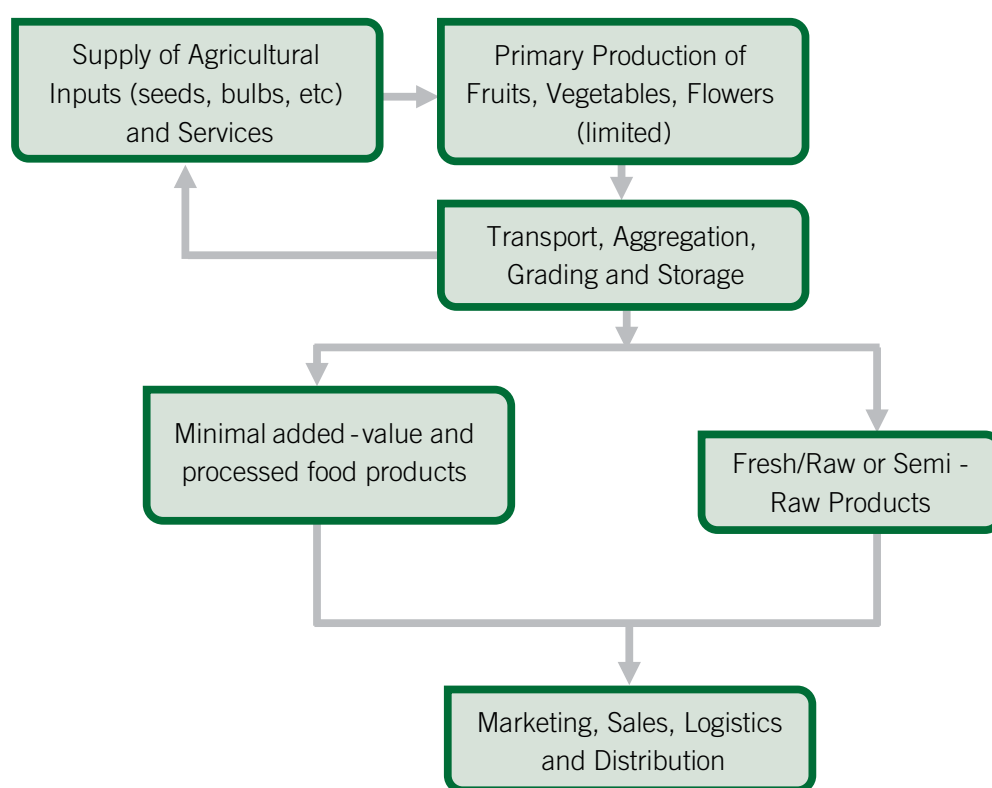 Supply of Agricultural
Inputs (seeds, bulbs, etc)
and Services
Primary Production of
Fruits, Vegetables, Flowers
(limited)
Transport, Aggregation,
Grading and Storage
Minimal added-value and
processed food products
Fresh/Raw or Semi -
Raw Products
Marketing, Sales, Logistics
and Distribution